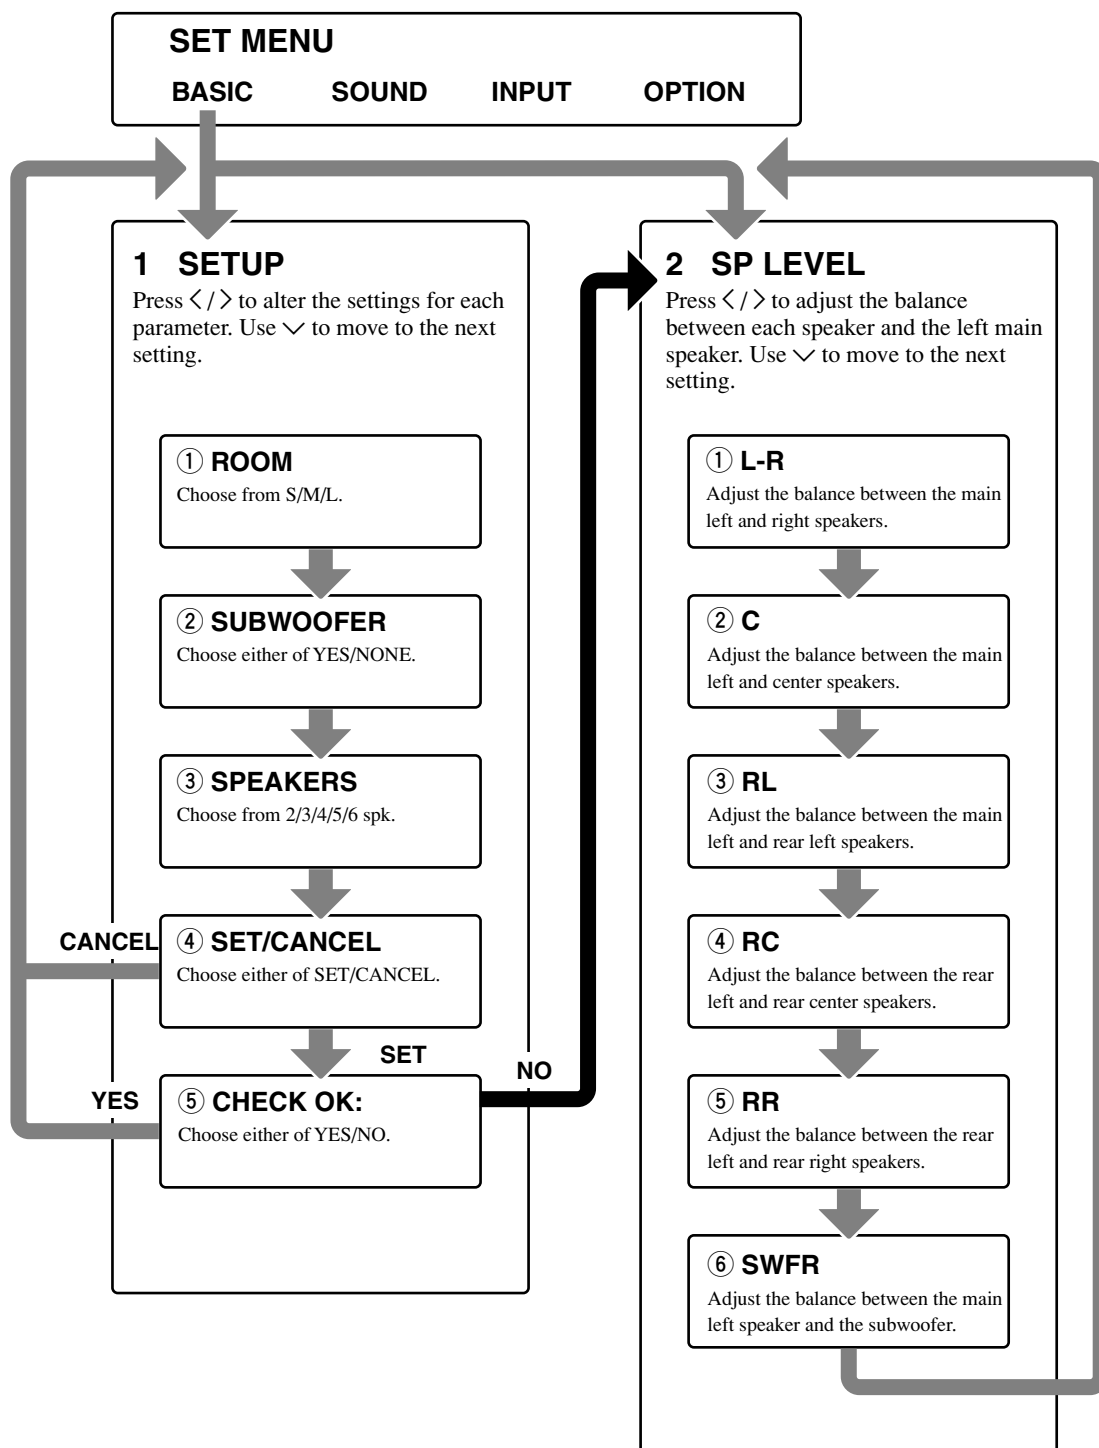 SET MENU
BASIC SOUND INPUT OPTION
1 SETUP
Press < / > to alter the settings for each
parameter. Use ∨ to move to the next
setting.
① ROOM
Choose from S/M/L.
② SUBWOOFER
Choose either of YES/NONE.
③ SPEAKERS
Choose from 2/3/4/5/6 spk.
CANCEL
④ SET/CANCEL
Choose either of SET/CANCEL.
SET
NO
YES
⑤ CHECK OK:
Choose either of YES/NO.
2 SP LEVEL
Press < / > to adjust the balance
between each speaker and the left main
speaker. Use ∨ to move to the next
setting.
① L-R
Adjust the balance between the main
left and right speakers.
② C
Adjust the balance between the main
left and center speakers.
③ RL
Adjust the balance between the main
left and rear left speakers.
④ RC
Adjust the balance between the rear
left and rear center speakers.
⑤ RR
Adjust the balance between the rear
left and rear right speakers.
⑥ SWFR
Adjust the balance between the main
left speaker and the subwoofer.